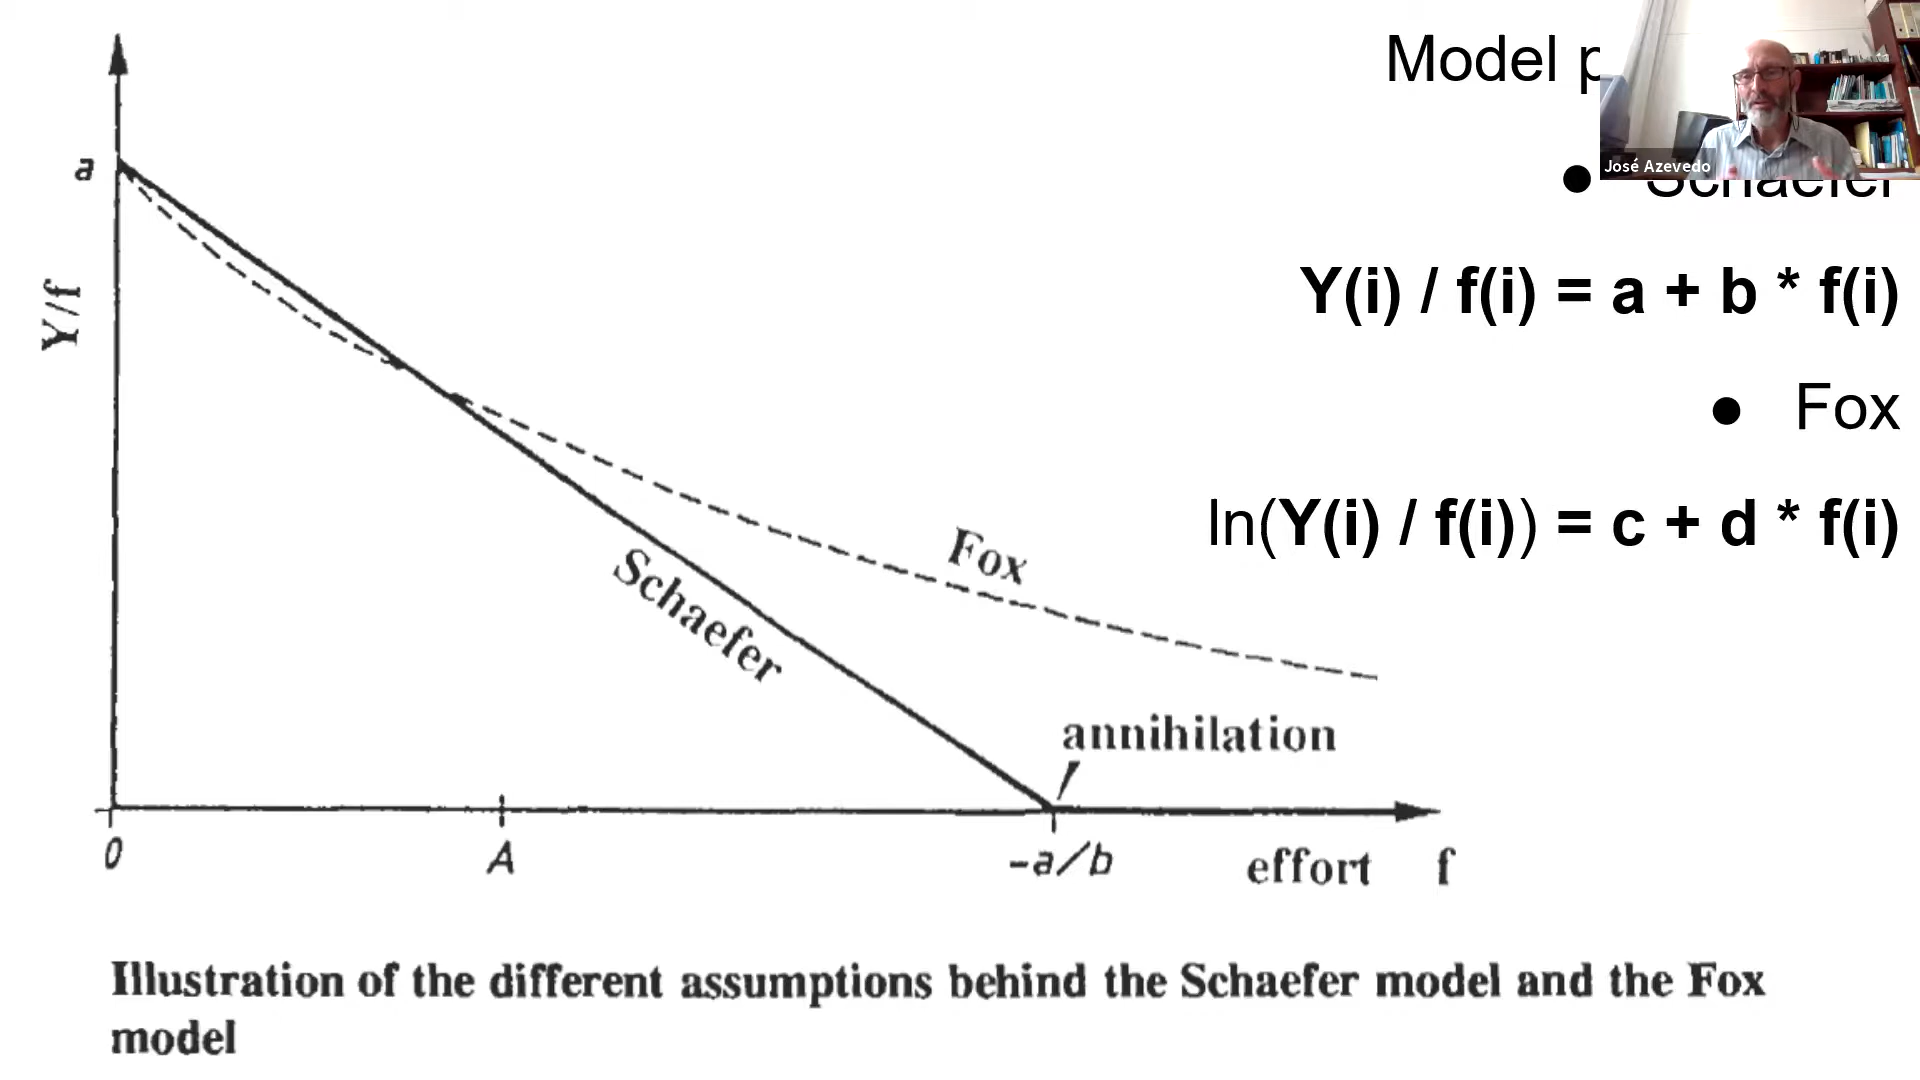 Model
José Azevedo
● Schaefer
Y(i) / f(i) = a + b * f(i)
● Fox
ln(Y(i) / f(i)) = c + d * f(i)
a
Y/f
Fox
Schaefer
annihilation
0
A
-a/b
effort f
Illustration of the different assumptions behind the Schaefer model and the Fox
model